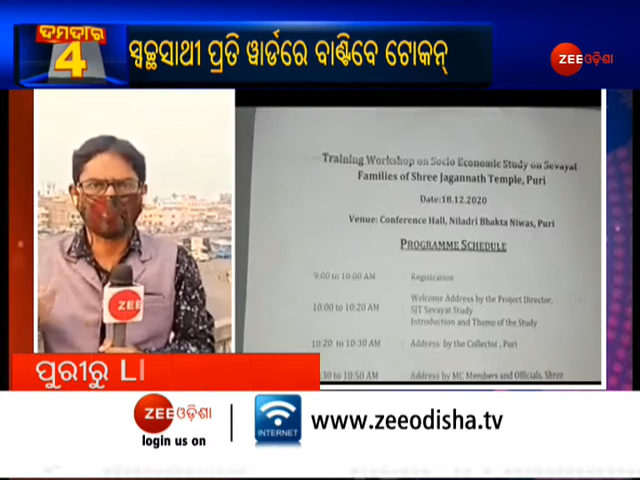 ଦମଦାର
4
ସ୍ୱଚ୍ଛସାଥୀ ପ୍ରତି ୱାର୍ଡରେ ବାଣ୍ଟିବେ ଟୋକନ୍
ZEE ଓଡ଼ିଶା
Training Workshop on Socio Economic Study on Sevayat
Families of Shree Jagannath Temple, Puri
Date:18.12.2020
Venue: Conference Hall, Niladri Bhakta Niwas, Puri
PROGRAMME SCHEDULE
9:00 to 10:00 AM Registration
10:00 to 10:20 AM Welcome Address by the Project Director,
SJT Sevayat Study
Introduction and Theme of the Study
10:20 to 10:30 AM : Address by the Collector, Puri
:30 to 10:50 AM : Address by MC Members and Officials, Shree
ZEE
ପୁରୀରୁ LI
ZEE ଓଡ଼ିଶା
login us on
INTERNET
www.zeeodisha.tv